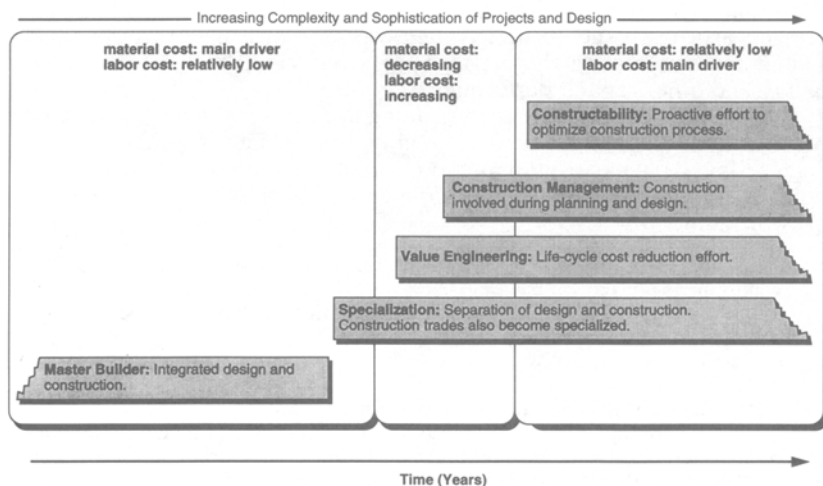 Increasing Complexity and Sophistication of Projects and Design
material cost: main driver
labor cost: relatively low
material cost:
decreasing
labor cost:
increasing
material cost: relatively low
labor cost: main driver
Constructability: Proactive effort to
optimize construction process.
Construction Management: Construction
involved during planning and design.
Value Engineering: Life-cycle cost reduction effort.
Specialization: Separation of design and construction.
Construction trades also become specialized.
Master Builder: Integrated design and
construction.
Time (Years)